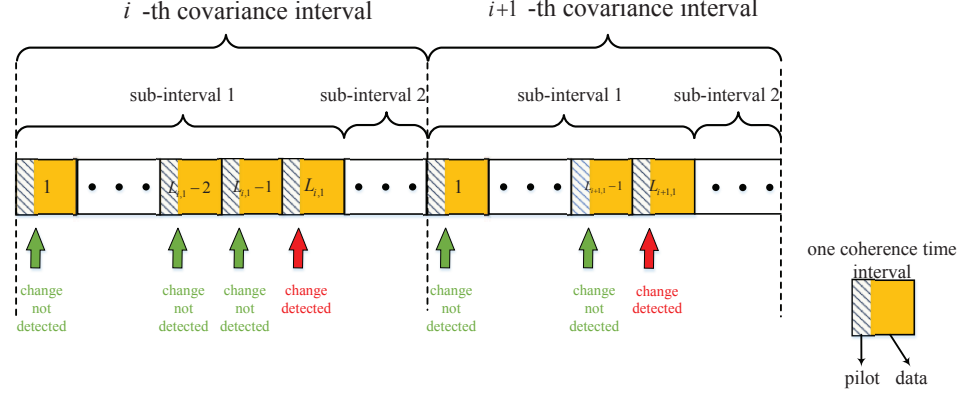 i -th covariance interval
i+1 -th covariance interval
sub-interval 1
sub-interval 2
sub-interval 1
sub-interval 2
1
• • •
L_{i,1} − 2
L_{i,1} −1
L_{i,1}
• • •
1
• • •
L_{i+1,1} −1
L_{i+1,1}
• • •
change
not
detected
change
not
detected
change
not
detected
change
detected
change
not
detected
change
not
detected
change
detected
one coherence time
interval
pilot
data